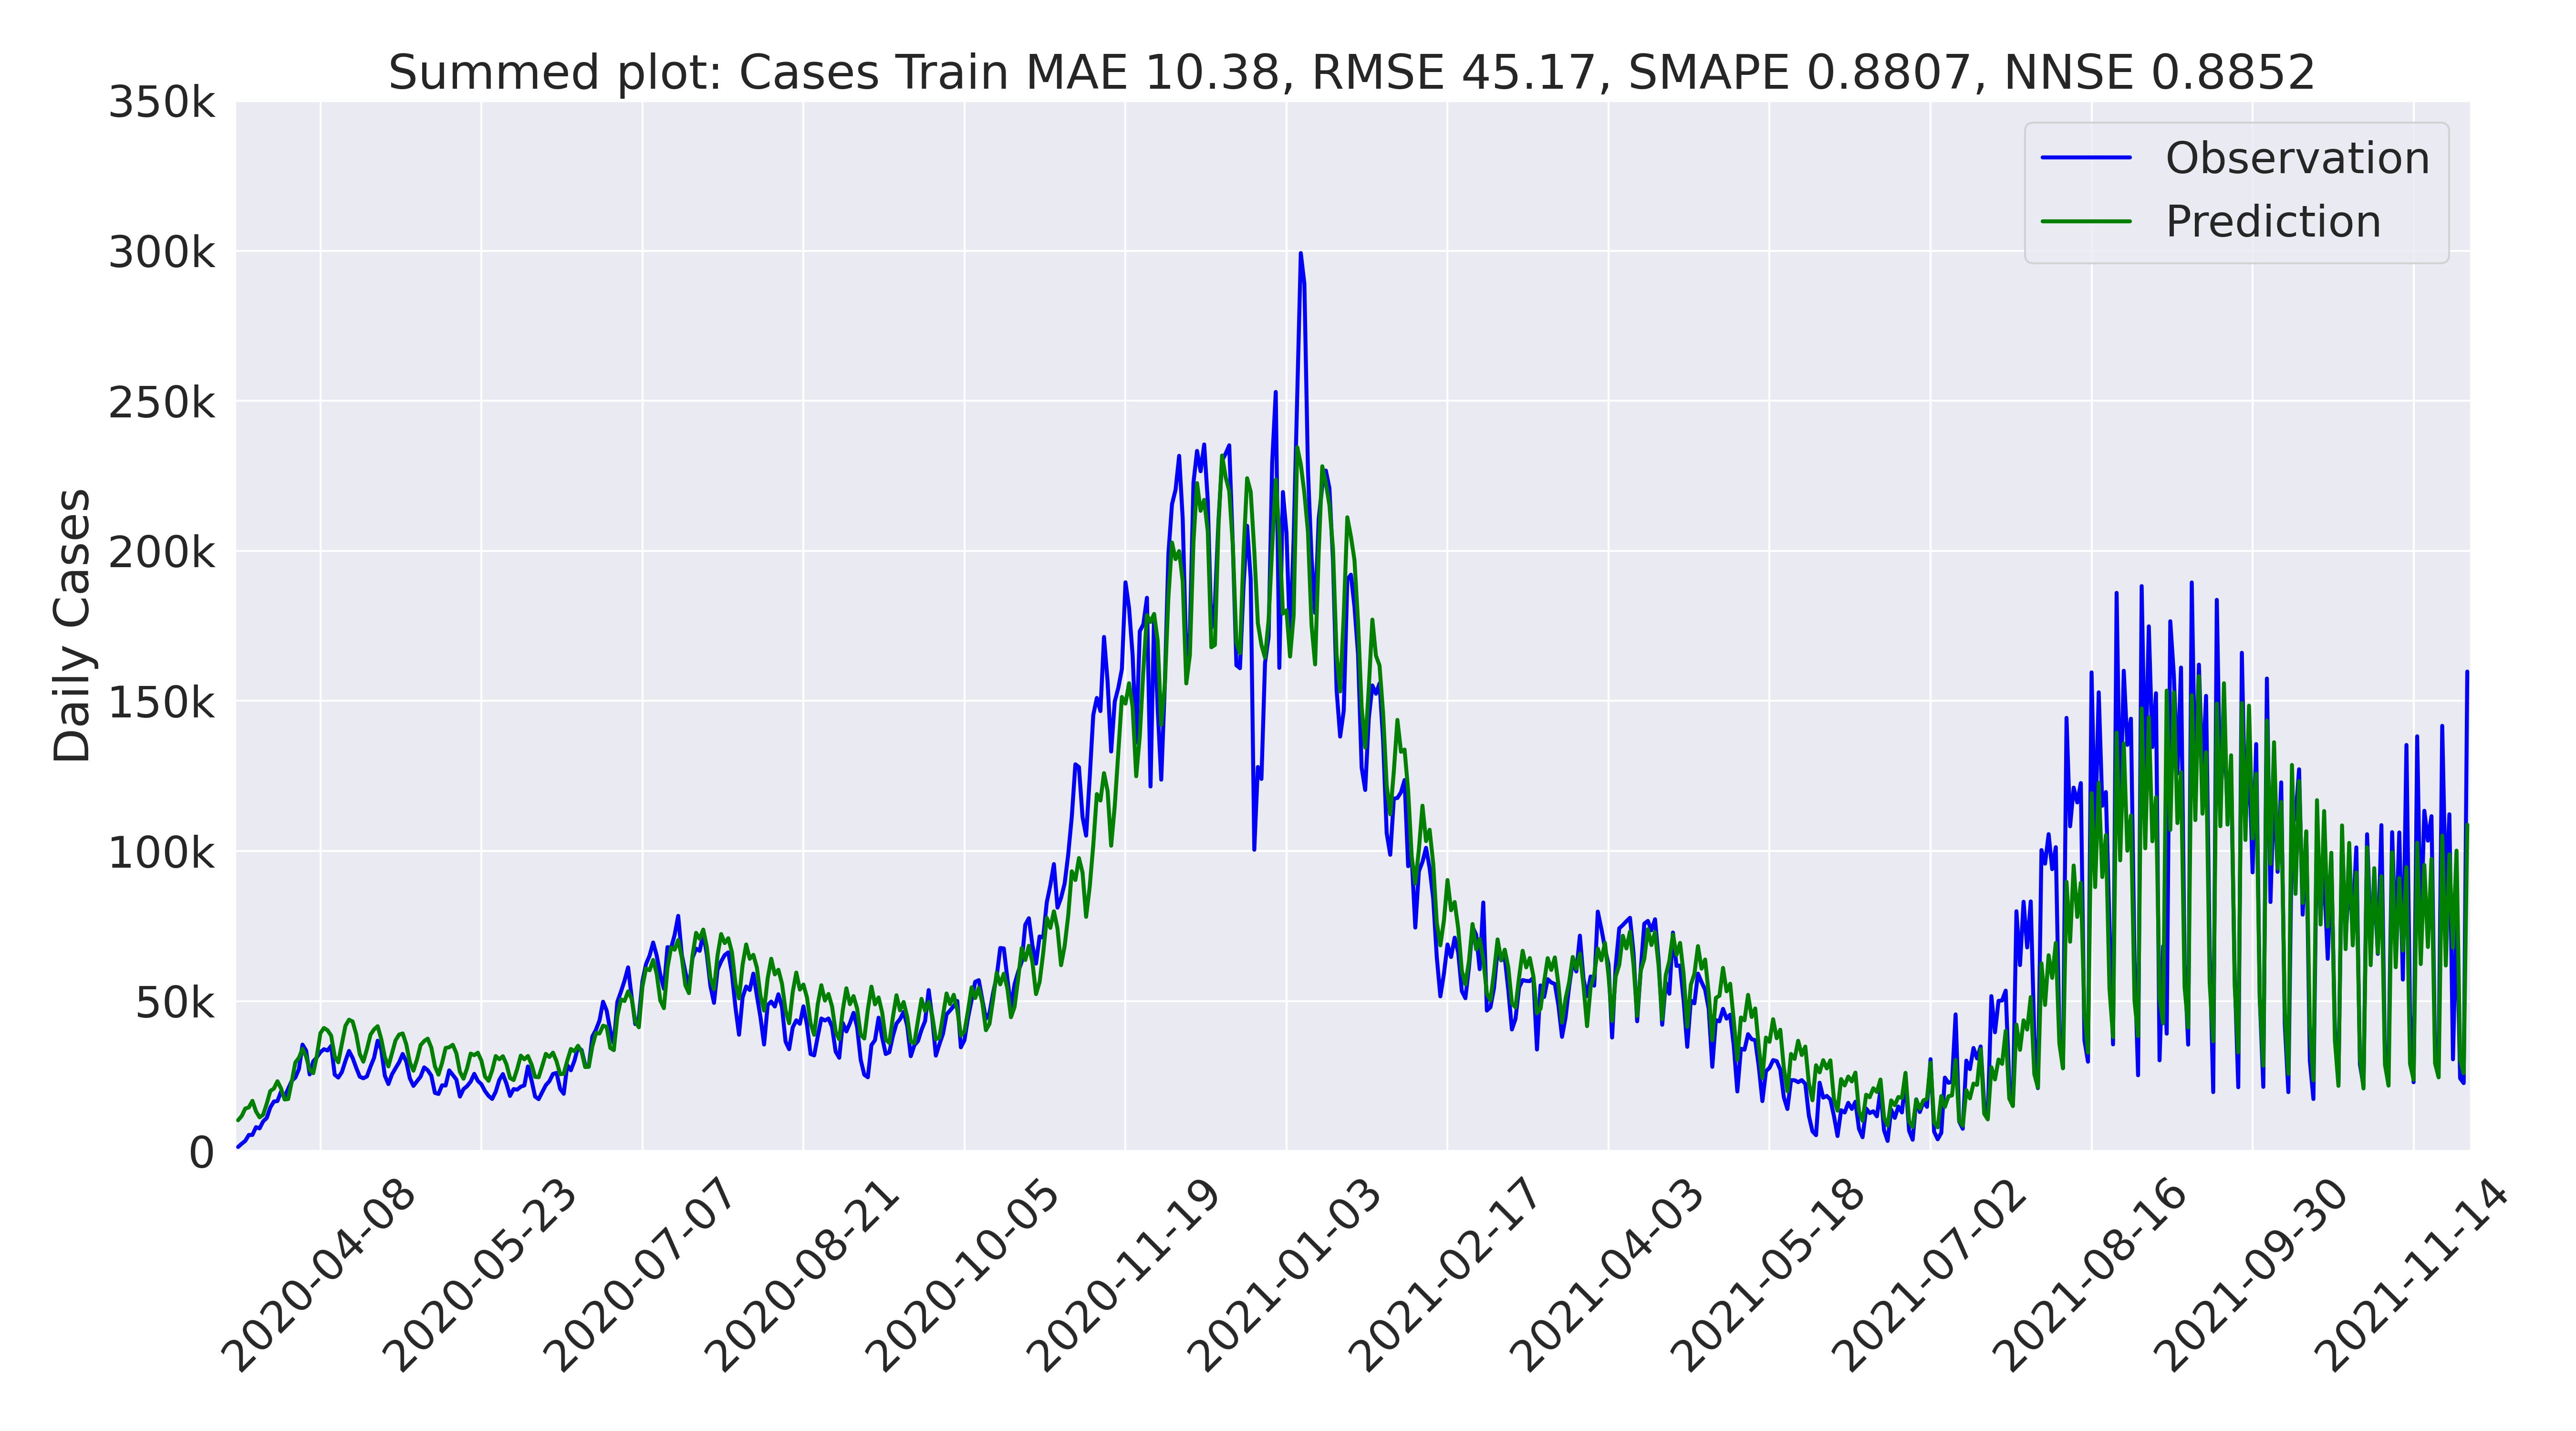 Summed plot: Cases Train MAE 10.38, RMSE 45.17, SMAPE 0.8807, NNSE 0.8852
350k
300k
250k
200k
150k
100k
50k
0
Daily Cases
Observation
Prediction
2020-04-08
2020-05-23
2020-07-07
2020-08-21
2020-10-05
2020-11-19
2021-01-03
2021-02-17
2021-04-03
2021-05-18
2021-07-02
2021-08-16
2021-09-30
2021-11-14